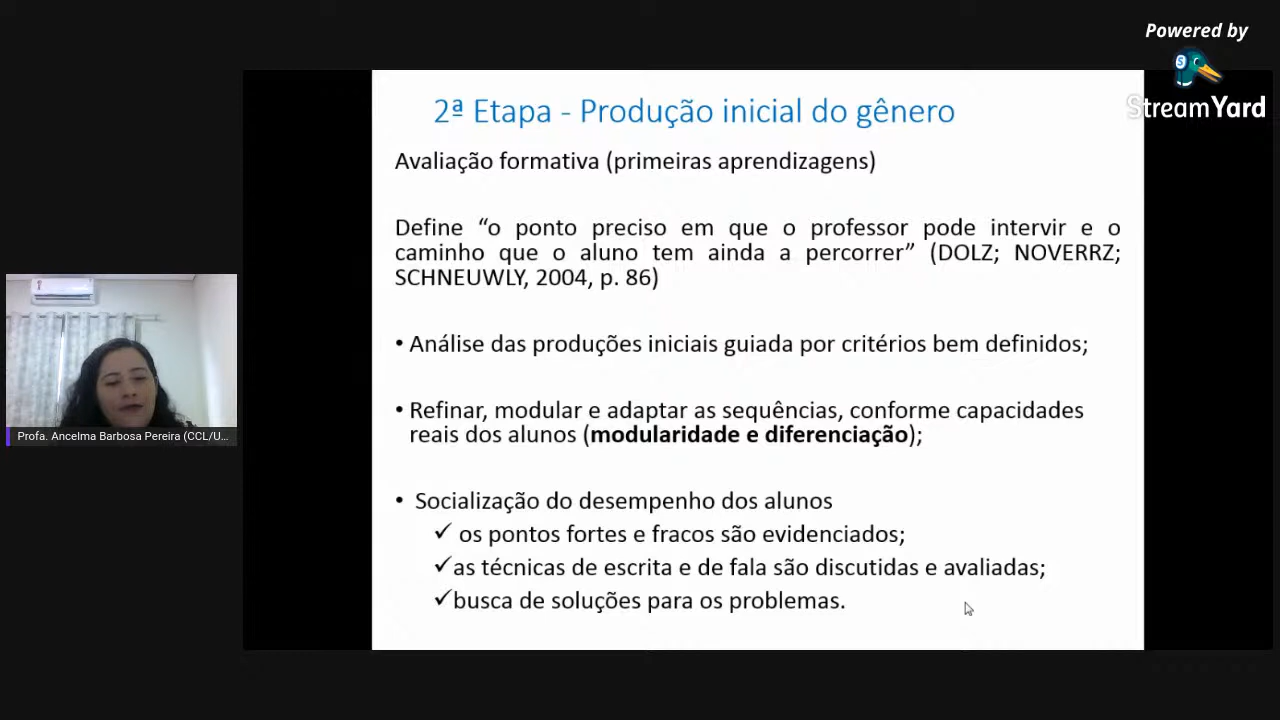 Powered by
StreamYard
2ª Etapa - Produção inicial do gênero
Avaliação formativa (primeiras aprendizagens)
Define “o ponto preciso em que o professor pode intervir e o
caminho que o aluno tem ainda a percorrer” (DOLZ; NOVERRZ;
SCHNEUWLY, 2004, p. 86)
• Análise das produções iniciais guiada por critérios bem definidos;
• Refinar, modular e adaptar as sequências, conforme capacidades
reais dos alunos (modularidade e diferenciação);
• Socialização do desempenho dos alunos
✓ os pontos fortes e fracos são evidenciados;
✓as técnicas de escrita e de fala são discutidas e avaliadas;
✓busca de soluções para os problemas.
Profa. Ancelma Barbosa Pereira (CCL/U...